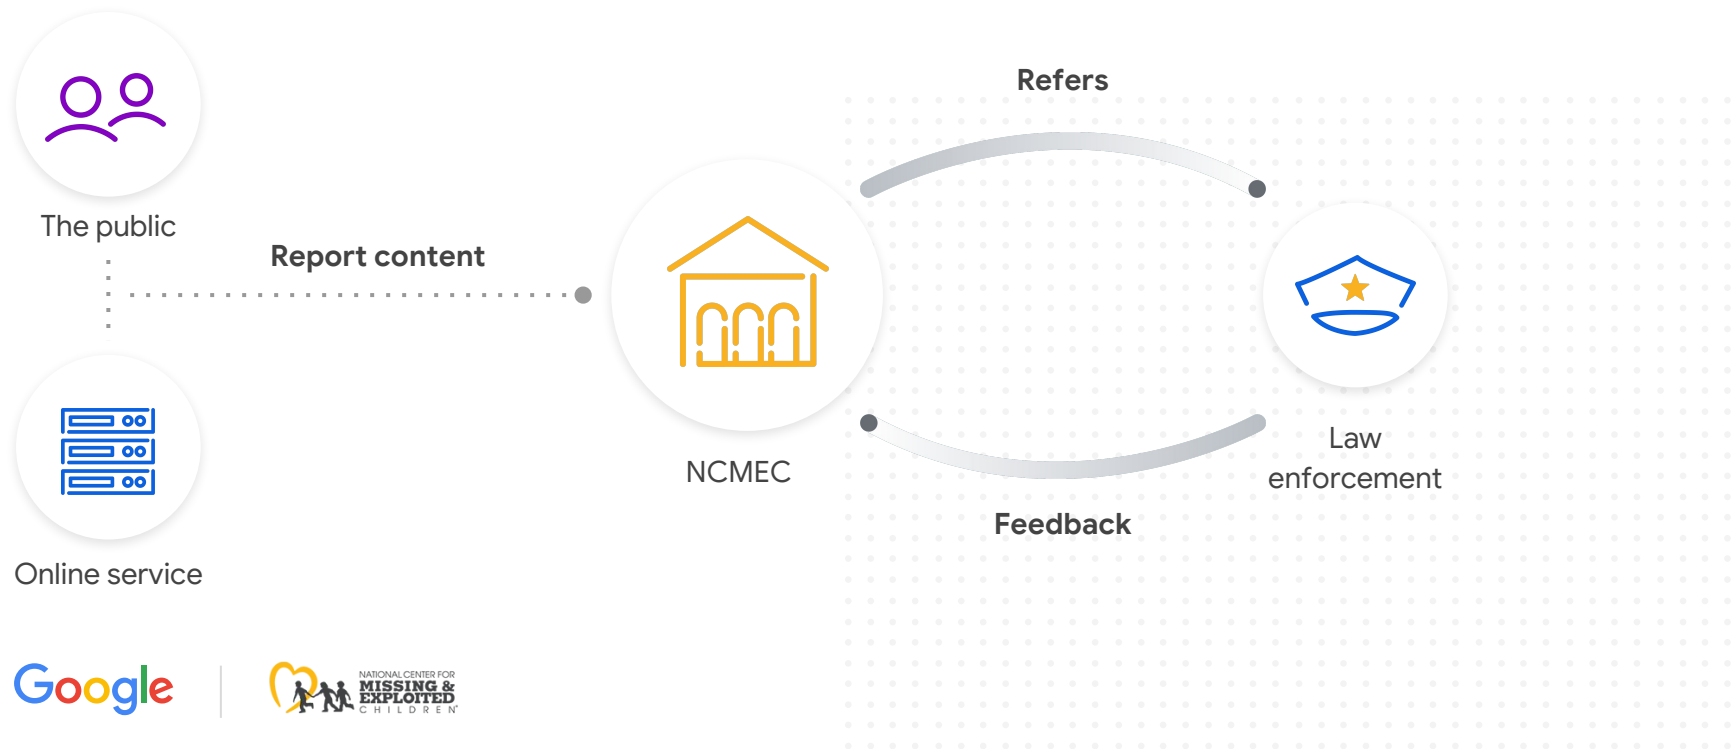 The public
Report content
Online service
NCMEC
Refers
Feedback
Law
enforcement
Google
NATIONAL CENTER FOR
MISSING &
EXPLOITED
CHILDREN